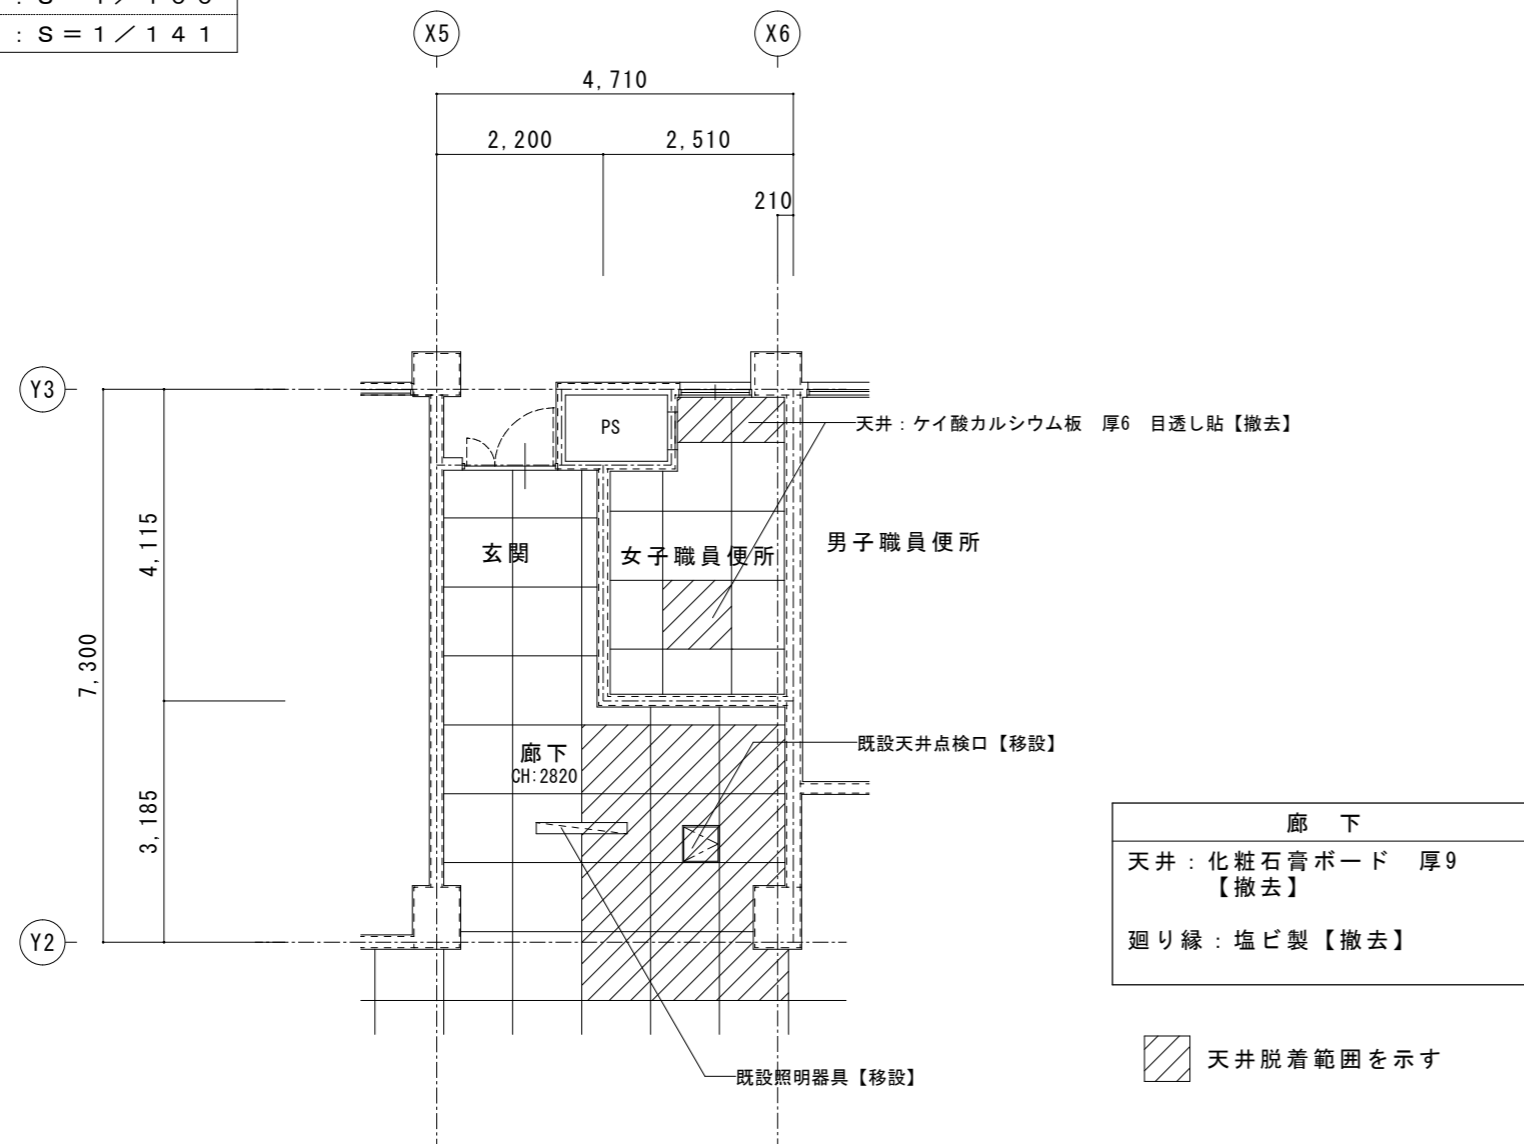 ：Ｓ＝１／１４１
X5
X6
4,710
2,200
2,510
210
Y3
PS
天井：ケイ酸カルシウム板　厚6　目透し貼【撤去】
4,115
玄関
女子職員便所
男子職員便所
7,300
廊下
CH:2820
既設天井点検口【移設】
3,185
廊　下
天井：化粧石膏ボード　厚9
【撤去】
廻り縁：塩ビ製【撤去】
Y2
天井脱着範囲を示す
既設照明器具【移設】